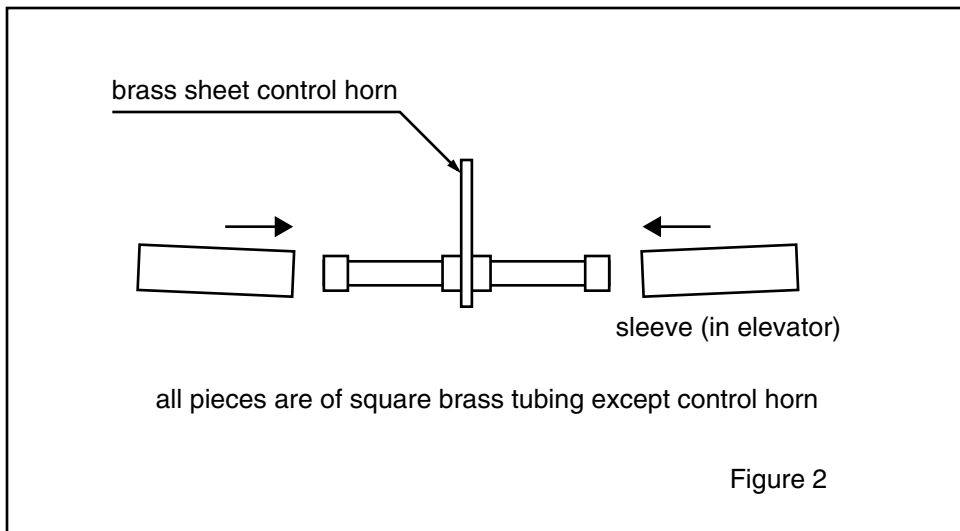 brass sheet control horn
sleeve (in elevator)
all pieces are of square brass tubing except control horn
Figure 2